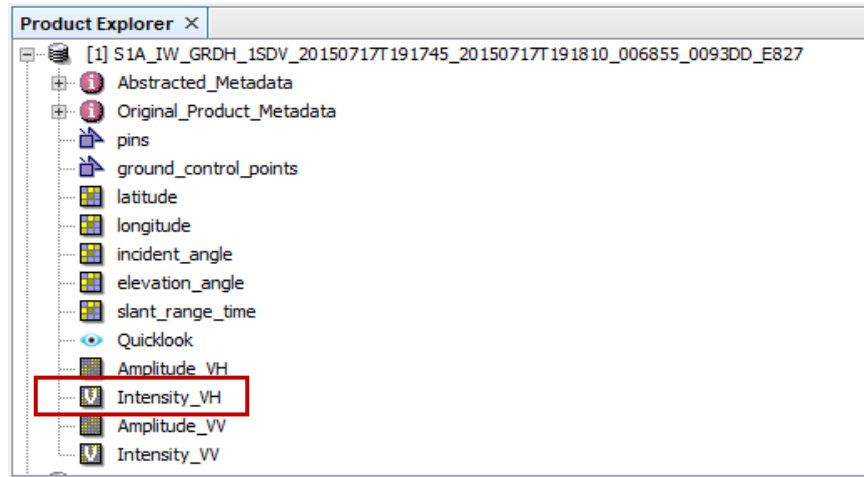 Product Explorer ×
[1] S1A_IW_GRDH_1SDV_20150717T191745_20150717T191810_006855_0093DD_E827
Abstracted_Metadata
Original_Product_Metadata
pins
ground_control_points
latitude
longitude
incident_angle
elevation_angle
slant_range_time
Quicklook
Amplitude_VH
Intensity_VH
Amplitude_VV
Intensity_VV